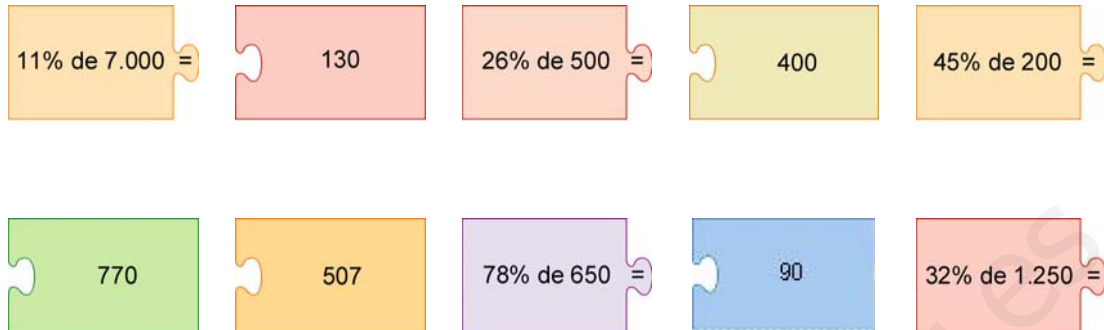 11% de 7.000 =
130
26% de 500 =
400
45% de 200 =
770
507
78% de 650 =
90
32% de 1.250 =
es